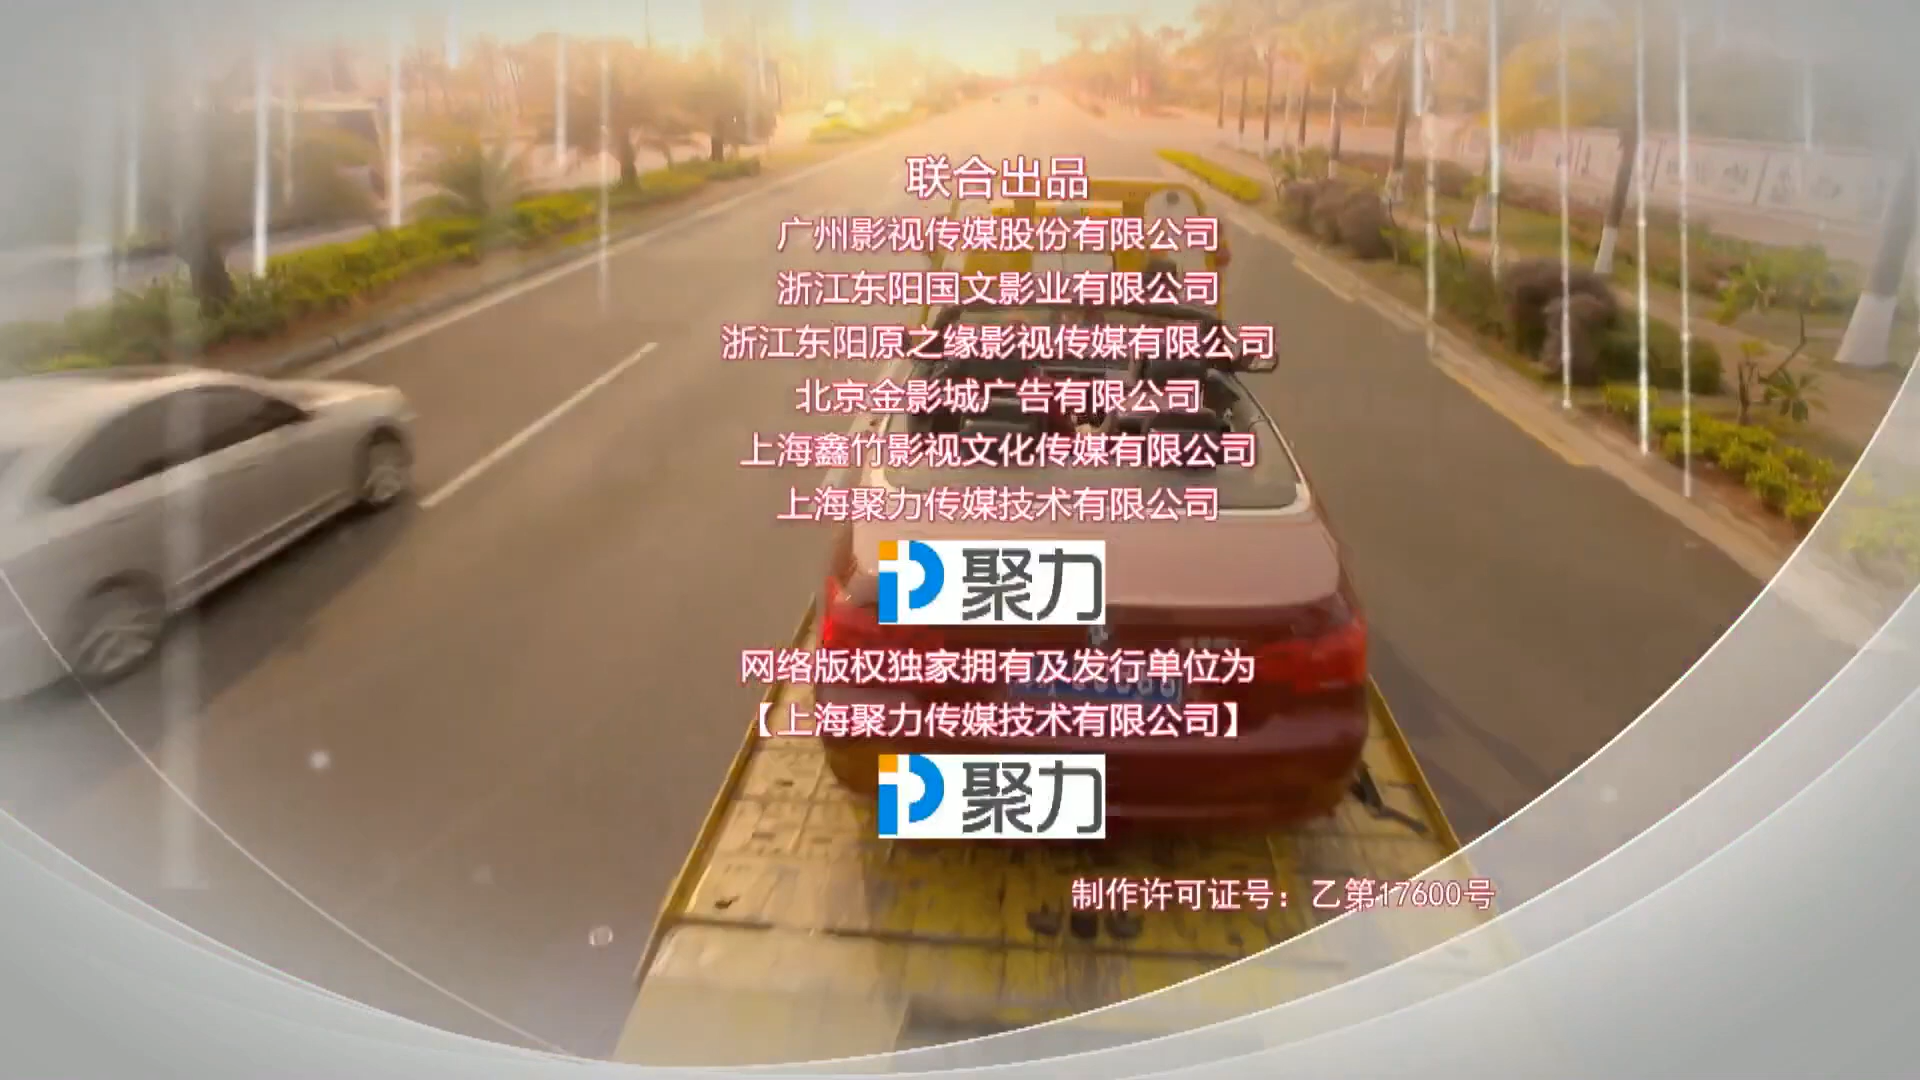 联合出品
广州影视传媒股份有限公司
浙江东阳国文影业有限公司
浙江东阳原之缘影视传媒有限公司
北京金影城广告有限公司
上海鑫竹影视文化传媒有限公司
上海聚力传媒技术有限公司
聚力
网络版权独家拥有及发行单位为
【上海聚力传媒技术有限公司】
聚力
制作许可证号：乙第17600号